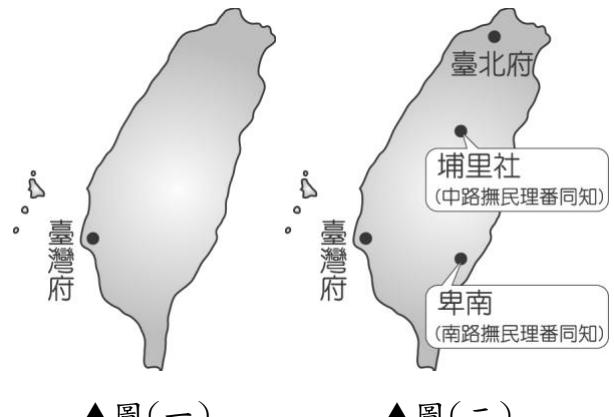 臺灣府
▲圖(一)
臺北府
埔里社
(中路撫民理番同知)
臺灣府
卑南
(南路撫民理番同知)
▲圖(二)